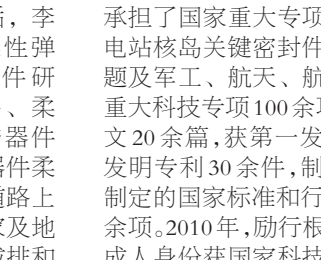 舌，李
性弹
件研
、柔
器件
器件柔
道路上
家及地
承担了国家重大专项
电站核岛关键密封件
题及军工、航天、航
重大科技专项100余项
文20余篇，获第一发
发明专利30余件，制
制定的国家标准和行
余项。2010年，励行根
成人身份获国家科技